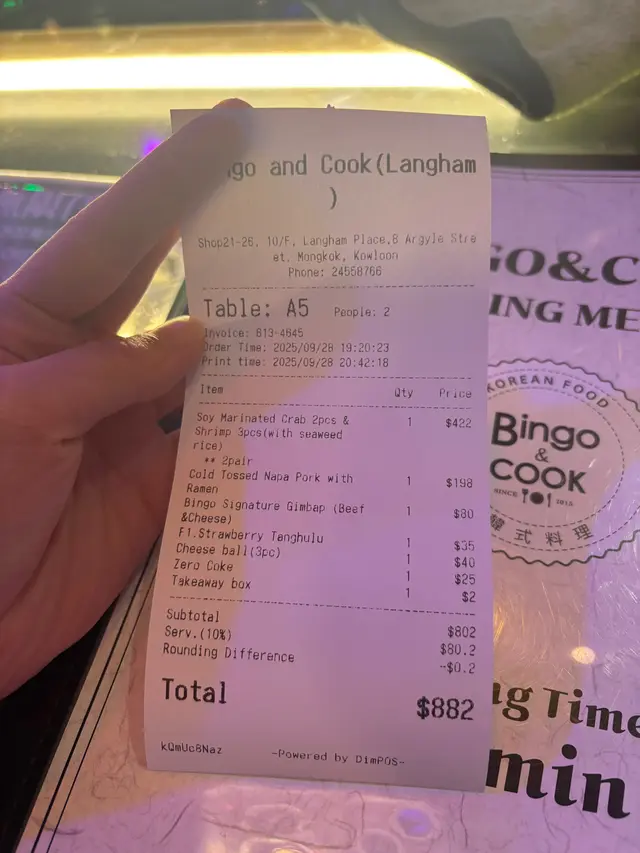 go and Cook(Langham
)
Shop21-26, 10/F, Langham Place,8 Argyle Stre
et, Mongkok, Kowloon
Phone: 24558766
Table: A5 People: 2
Invoice: 613-4645
Order Time: 2025/09/28 19:20:23
Print time: 2025/09/28 20:42:18
Item Qty Price
Soy Marinated Crab 2pcs & 1 $422
Shrimp 3pcs(with seaweed
rice)
** 2pair
Cold Tossed Napa Pork with 1 $198
Ramen
Bingo Signature Gimbap (Beef 1 $80
&Cheese)
F1.Strawberry Tanghulu 1 $35
Cheese ball(3pc) 1 $40
Zero Coke 1 $25
Takeaway box 1 $2
Subtotal $802
Serv.(10%) $80.2
Rounding Difference -$0.2
Total $882
kQmUc8Naz -Powered by DimPOS-
GO&C
ING ME
KOREAN FOOD
Bingo
&
COOK
SINCE 2015
韓式料理
ng Time
min